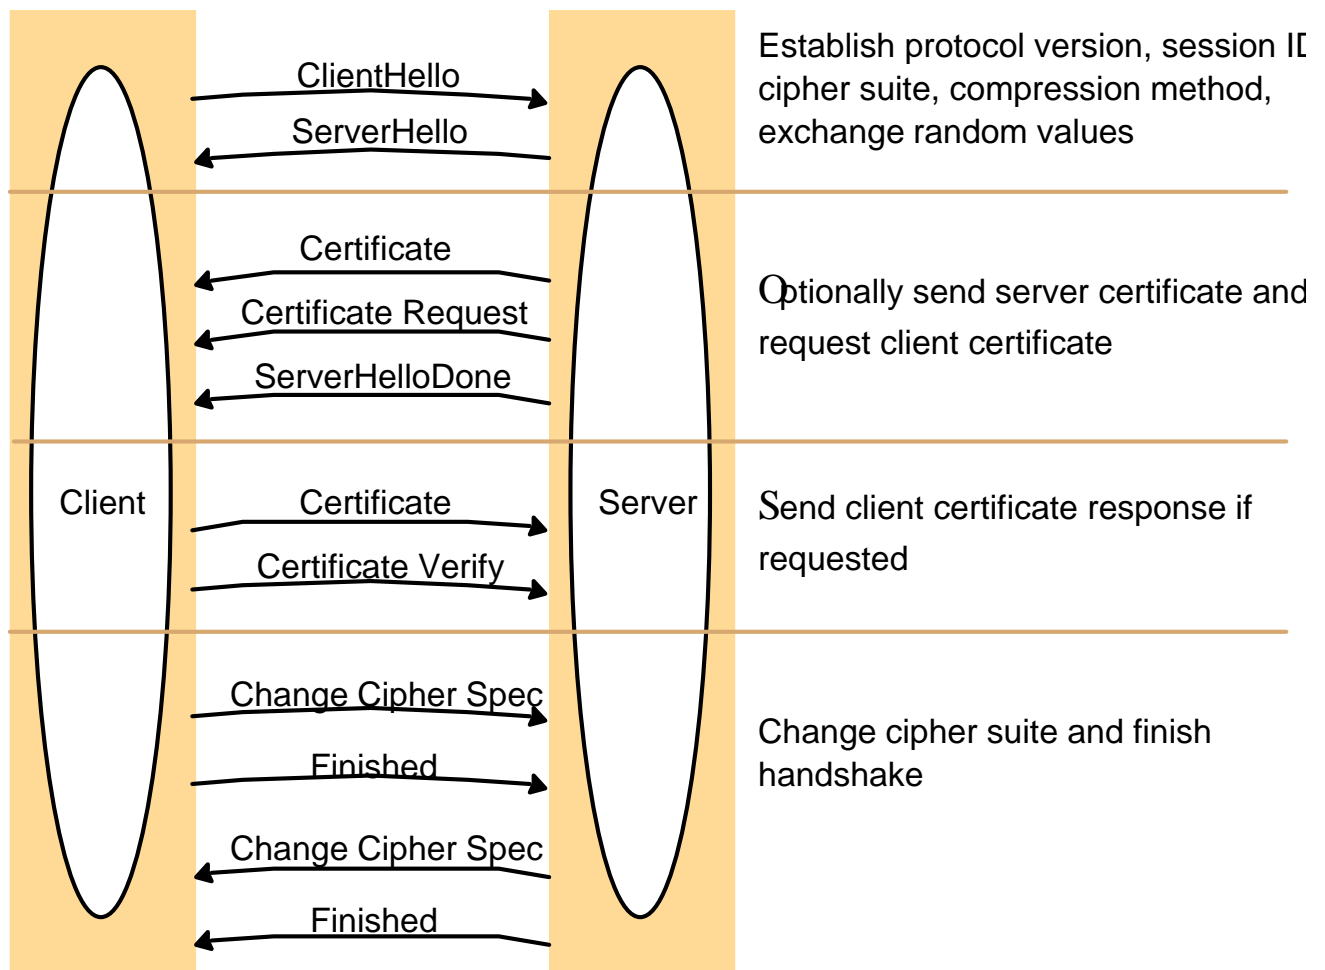 ClientHello
ServerHello
Establish protocol version, session ID
cipher suite, compression method,
exchange random values
Certificate
Certificate Request
ServerHelloDone
Optionally send server certificate and
request client certificate
Client
Certificate
Certificate Verify
Server
Send client certificate response if
requested
Change Cipher Spec
Finished
Change Cipher Spec
Finished
Change cipher suite and finish
handshake